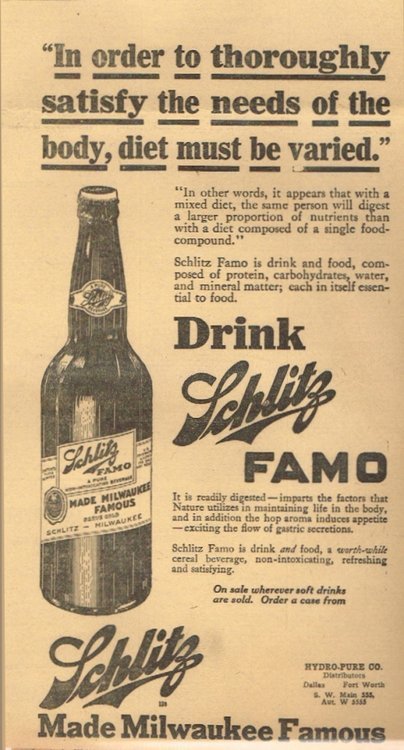 "In order to thoroughly
satisfy the needs of the
body, diet must be varied."
"In other words, it appears that with a
mixed diet, the same person will digest
a larger proportion of nutrients than
with a diet composed of a single food-
compound."
Schlitz Famo is drink and food, com-
posed of protein, carbohydrates, water,
and mineral matter; each in itself essen-
tial to food.
Drink
Schlitz
FAMO
It is readily digested—imparts the factors that
Nature utilizes in maintaining life in the body,
and in addition the hop aroma induces appetite
—exciting the flow of gastric secretions.
Schlitz Famo is drink and food, a worth-while
cereal beverage, non-intoxicating, refreshing
and satisfying.
On sale wherever soft drinks
are sold. Order a case from
Schlitz
Schlitz
FAMO
A PURE
NON-INTOXICATING BEVERAGE
MADE MILWAUKEE
FAMOUS
SCHLITZ — MILWAUKEE
Schlitz
HYDRO-PURE CO.
Distributors
Dallas Fort Worth
S. W. Main 555,
Aut. W 5555
Made Milwaukee Famous